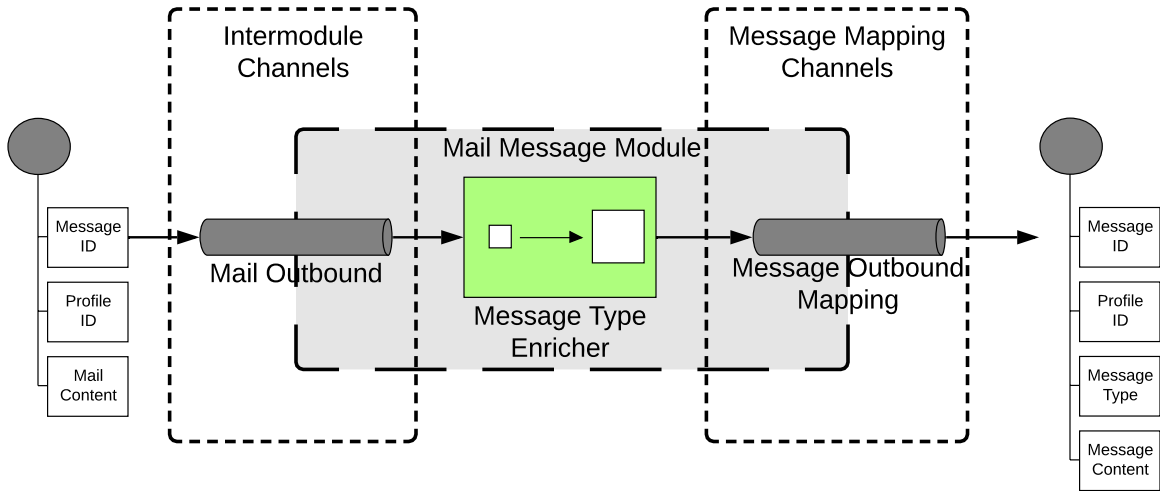 Intermodule
Channels
Message Mapping
Channels
Mail Message Module
Message
ID
Profile
ID
Mail
Content
Mail Outbound
Message Type
Enricher
Message Outbound
Mapping
Message
ID
Profile
ID
Message
Type
Message
Content